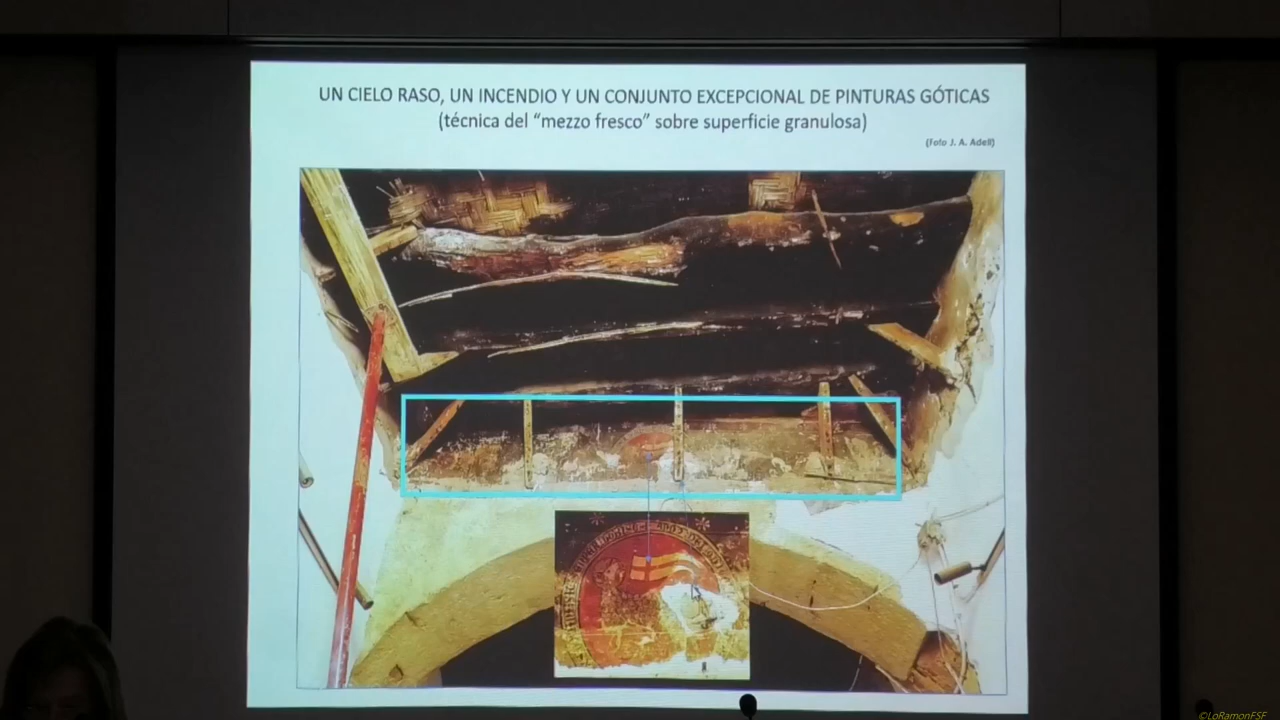 UN CIELO RASO, UN INCENDIO Y UN CONJUNTO EXCEPCIONAL DE PINTURAS GÓTICAS
(técnica del “mezzo fresco” sobre superficie granulosa)
(Foto J. A. Adell)
©LoRamonFSF